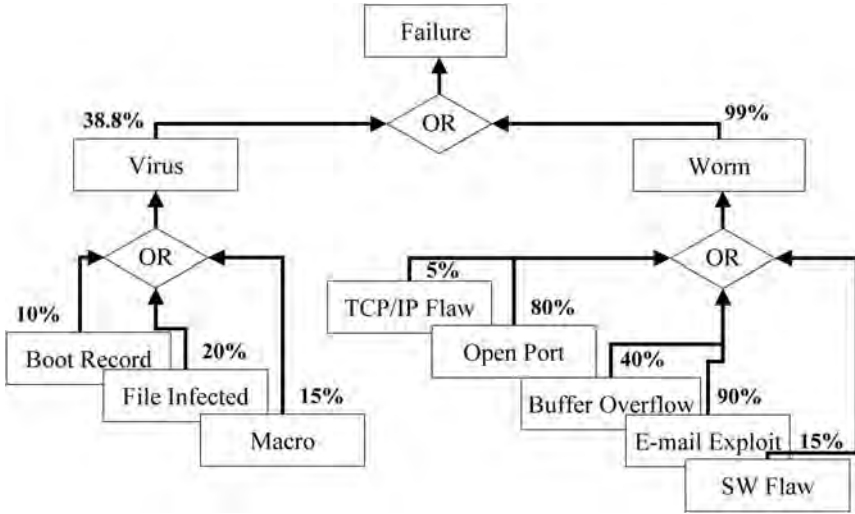 Failure
38.8%
OR
99%
Virus
Worm
OR
OR
5%
TCP/IP Flaw
10%
80%
Boot Record
20%
Open Port
40%
File Infected
15%
Buffer Overflow
90%
Macro
E-mail Exploit
15%
SW Flaw